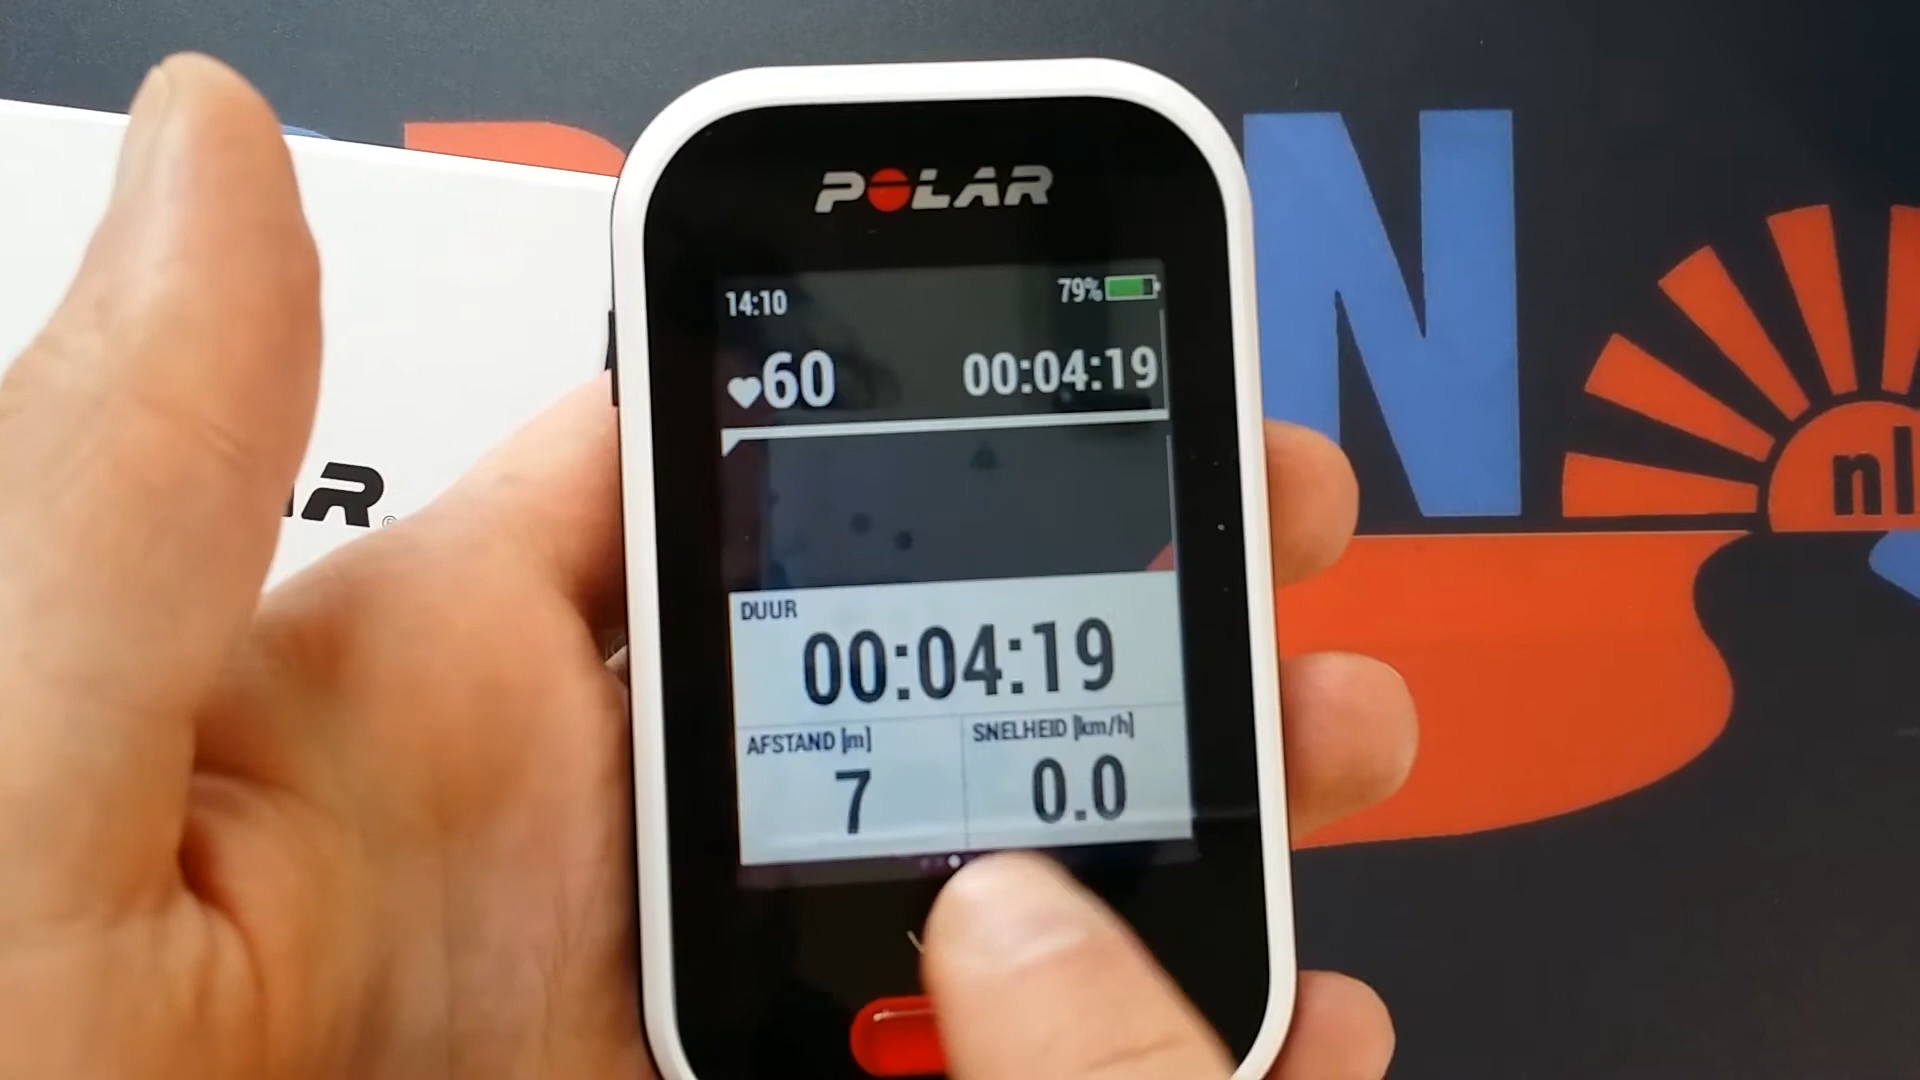 POLAR
14:10
79%
60
00:04:19
DUUR
00:04:19
AFSTAND [m]
SNELHEID [km/h]
7
0.0
R
N
nl